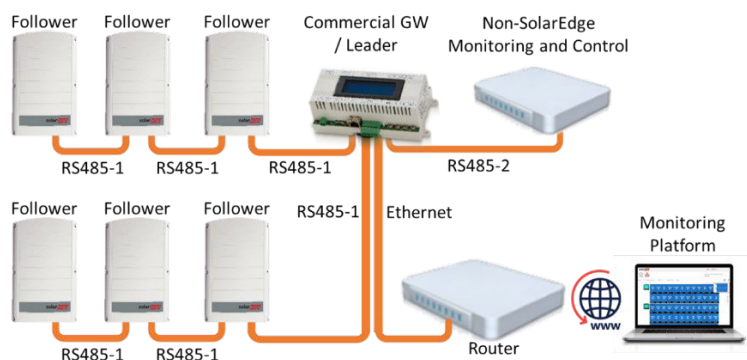 Follower Follower Follower
Commercial GW
/ Leader
Non-SolarEdge
Monitoring and Control
RS485-1 RS485-1 RS485-1 RS485-2
Follower Follower Follower RS485-1 Ethernet
Monitoring
Platform
www
Router
RS485-1 RS485-1